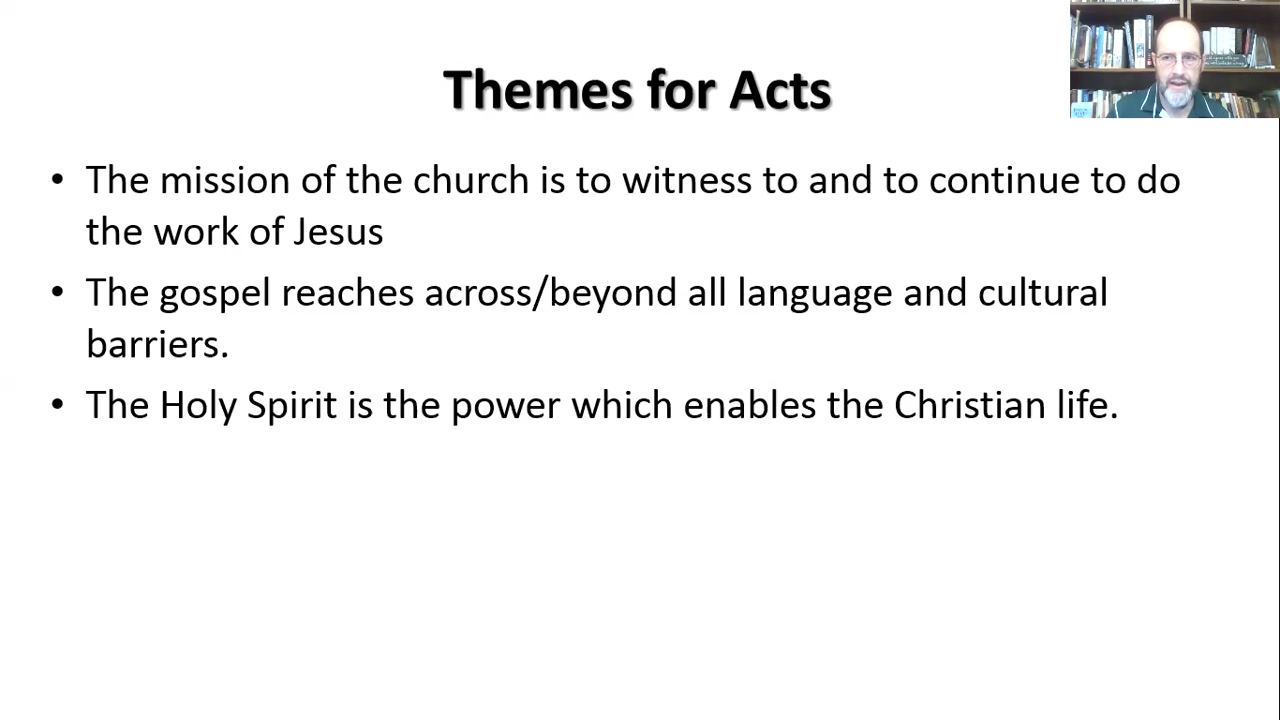 Themes for Acts
• The mission of the church is to witness to and to continue to do
the work of Jesus
• The gospel reaches across/beyond all language and cultural
barriers.
• The Holy Spirit is the power which enables the Christian life.